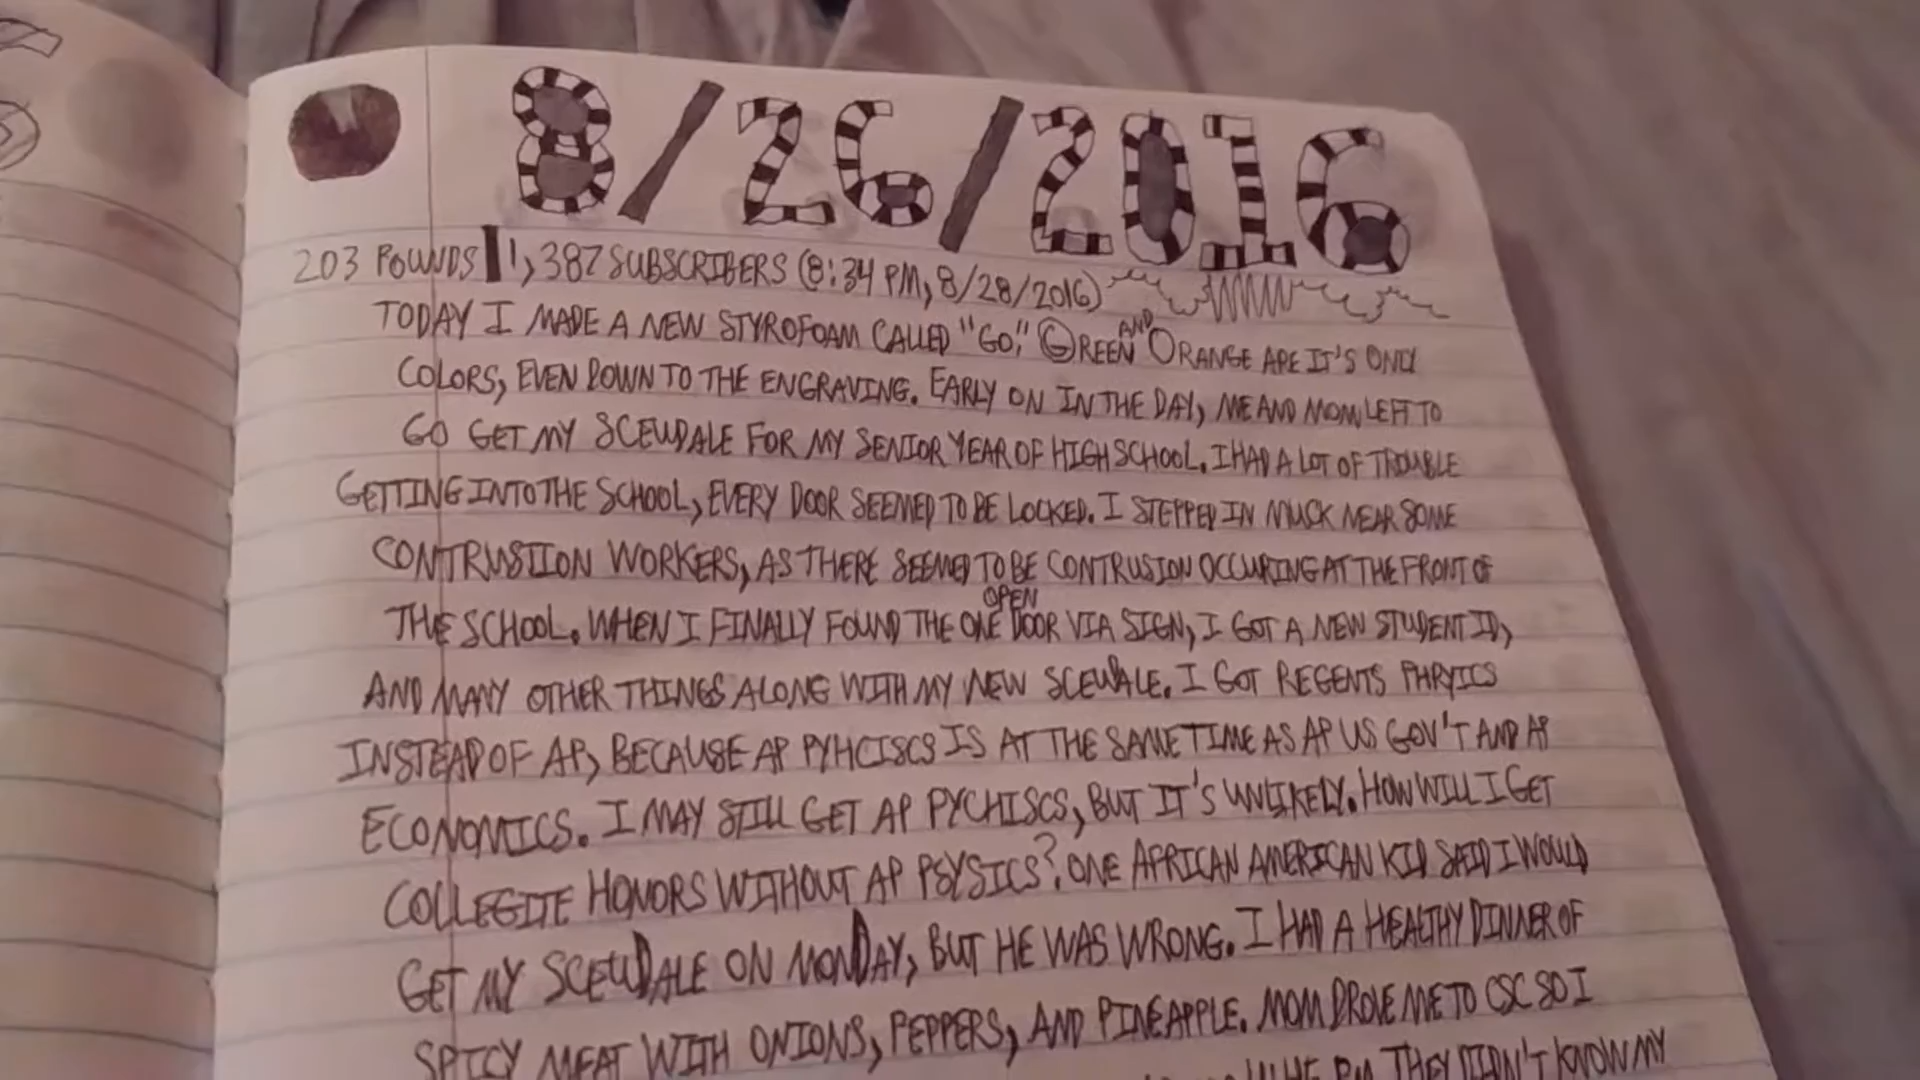 8/26/2016
203 POUNDS 1,387 SUBSCRIBERS (8:34 PM, 8/28/2016)
TODAY I MADE A NEW STYROFOAM CALLED "GO," GREEN AND ORANGE ARE IT'S ONLY
COLORS, EVEN DOWN TO THE ENGRAVING. EARLY ON IN THE DAY, ME AND MOM LEFT TO
GO GET MY SCEUDALE FOR MY SENIOR YEAR OF HIGH SCHOOL. I HAD A LOT OF TROUBLE
GETTING INTO THE SCHOOL, EVERY DOOR SEEMED TO BE LOCKED. I STEPPED IN MUCK NEAR SOME
CONTRUSTION WORKERS, AS THERE SEEMED TO BE CONTRUSION OCCURING AT THE FRONT OF
THE SCHOOL. WHEN I FINALLY FOUND THE ONE OPEN DOOR VIA SIGN, I GOT A NEW STUDENT ID,
AND MANY OTHER THINGS ALONG WITH MY NEW SCEUDALE. I GOT REGENTS PHRYICS
INSTEAD OF AP, BECAUSE AP PYHCISCS IS AT THE SAME TIME AS AP US GOV'T AND AP
ECONOMICS. I MAY STILL GET AP PYCHISCS, BUT IT'S UNLIKELY. HOW WILL I GET
COLLEGITE HONORS WITHOUT AP PSYSICS? ONE AFRICAN AMERICAN KID SAID I WOULD
GET MY SCEUDALE ON MONDAY, BUT HE WAS WRONG. I HAD A HEALTHY DINNER OF
SPICY MEAT WITH ONIONS, PEPPERS, AND PINEAPPLE. MOM DROVE ME TO CSC SO I
THEY DIDN'T KNOW MY